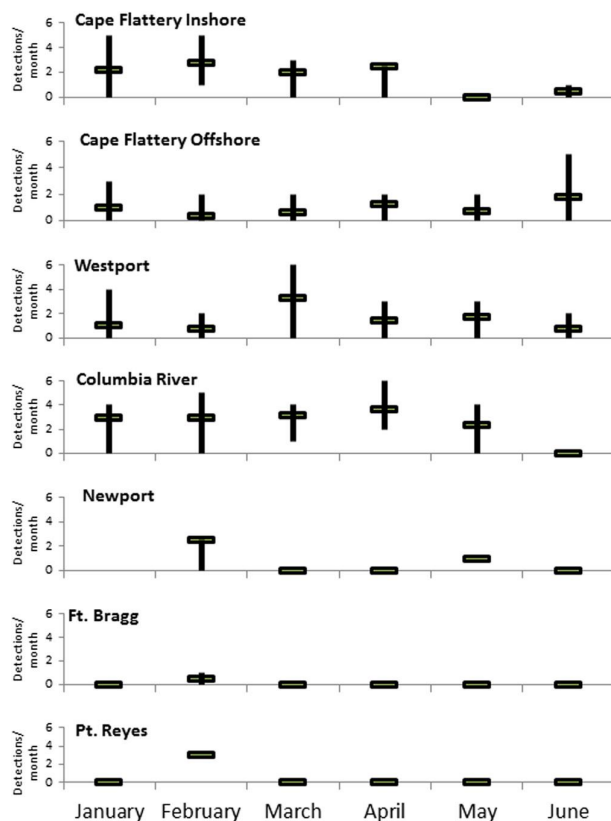 Cape Flattery Inshore
Detections/
month
6
4
2
0
Cape Flattery Offshore
Detections/
month
6
4
2
0
Westport
Detections/
month
6
4
2
0
Columbia River
Detections/
month
6
4
2
0
Newport
Detections/
month
6
4
2
0
Ft. Bragg
Detections/
month
6
4
2
0
Pt. Reyes
Detections/
month
6
4
2
0
January February March April May June